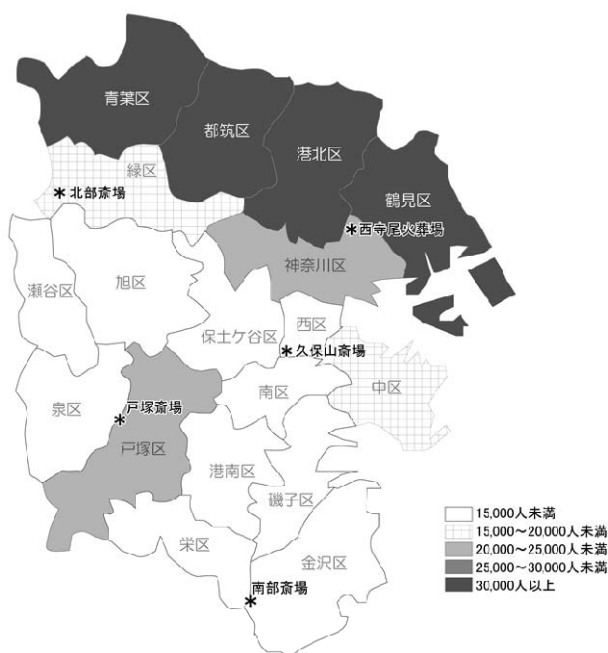 青葉区
都筑区
港北区
緑区
鶴見区
*北部斎場
*西寺尾火葬場
神奈川区
旭区
瀬谷区
西区
保土ケ谷区
*久保山斎場
中区
南区
泉区
戸塚斎場
*
戸塚区
港南区
磯子区
15,000人未満
15,000～20,000人未満
20,000～25,000人未満
25,000～30,000人未満
30,000人以上
栄区
金沢区
南部斎場
*